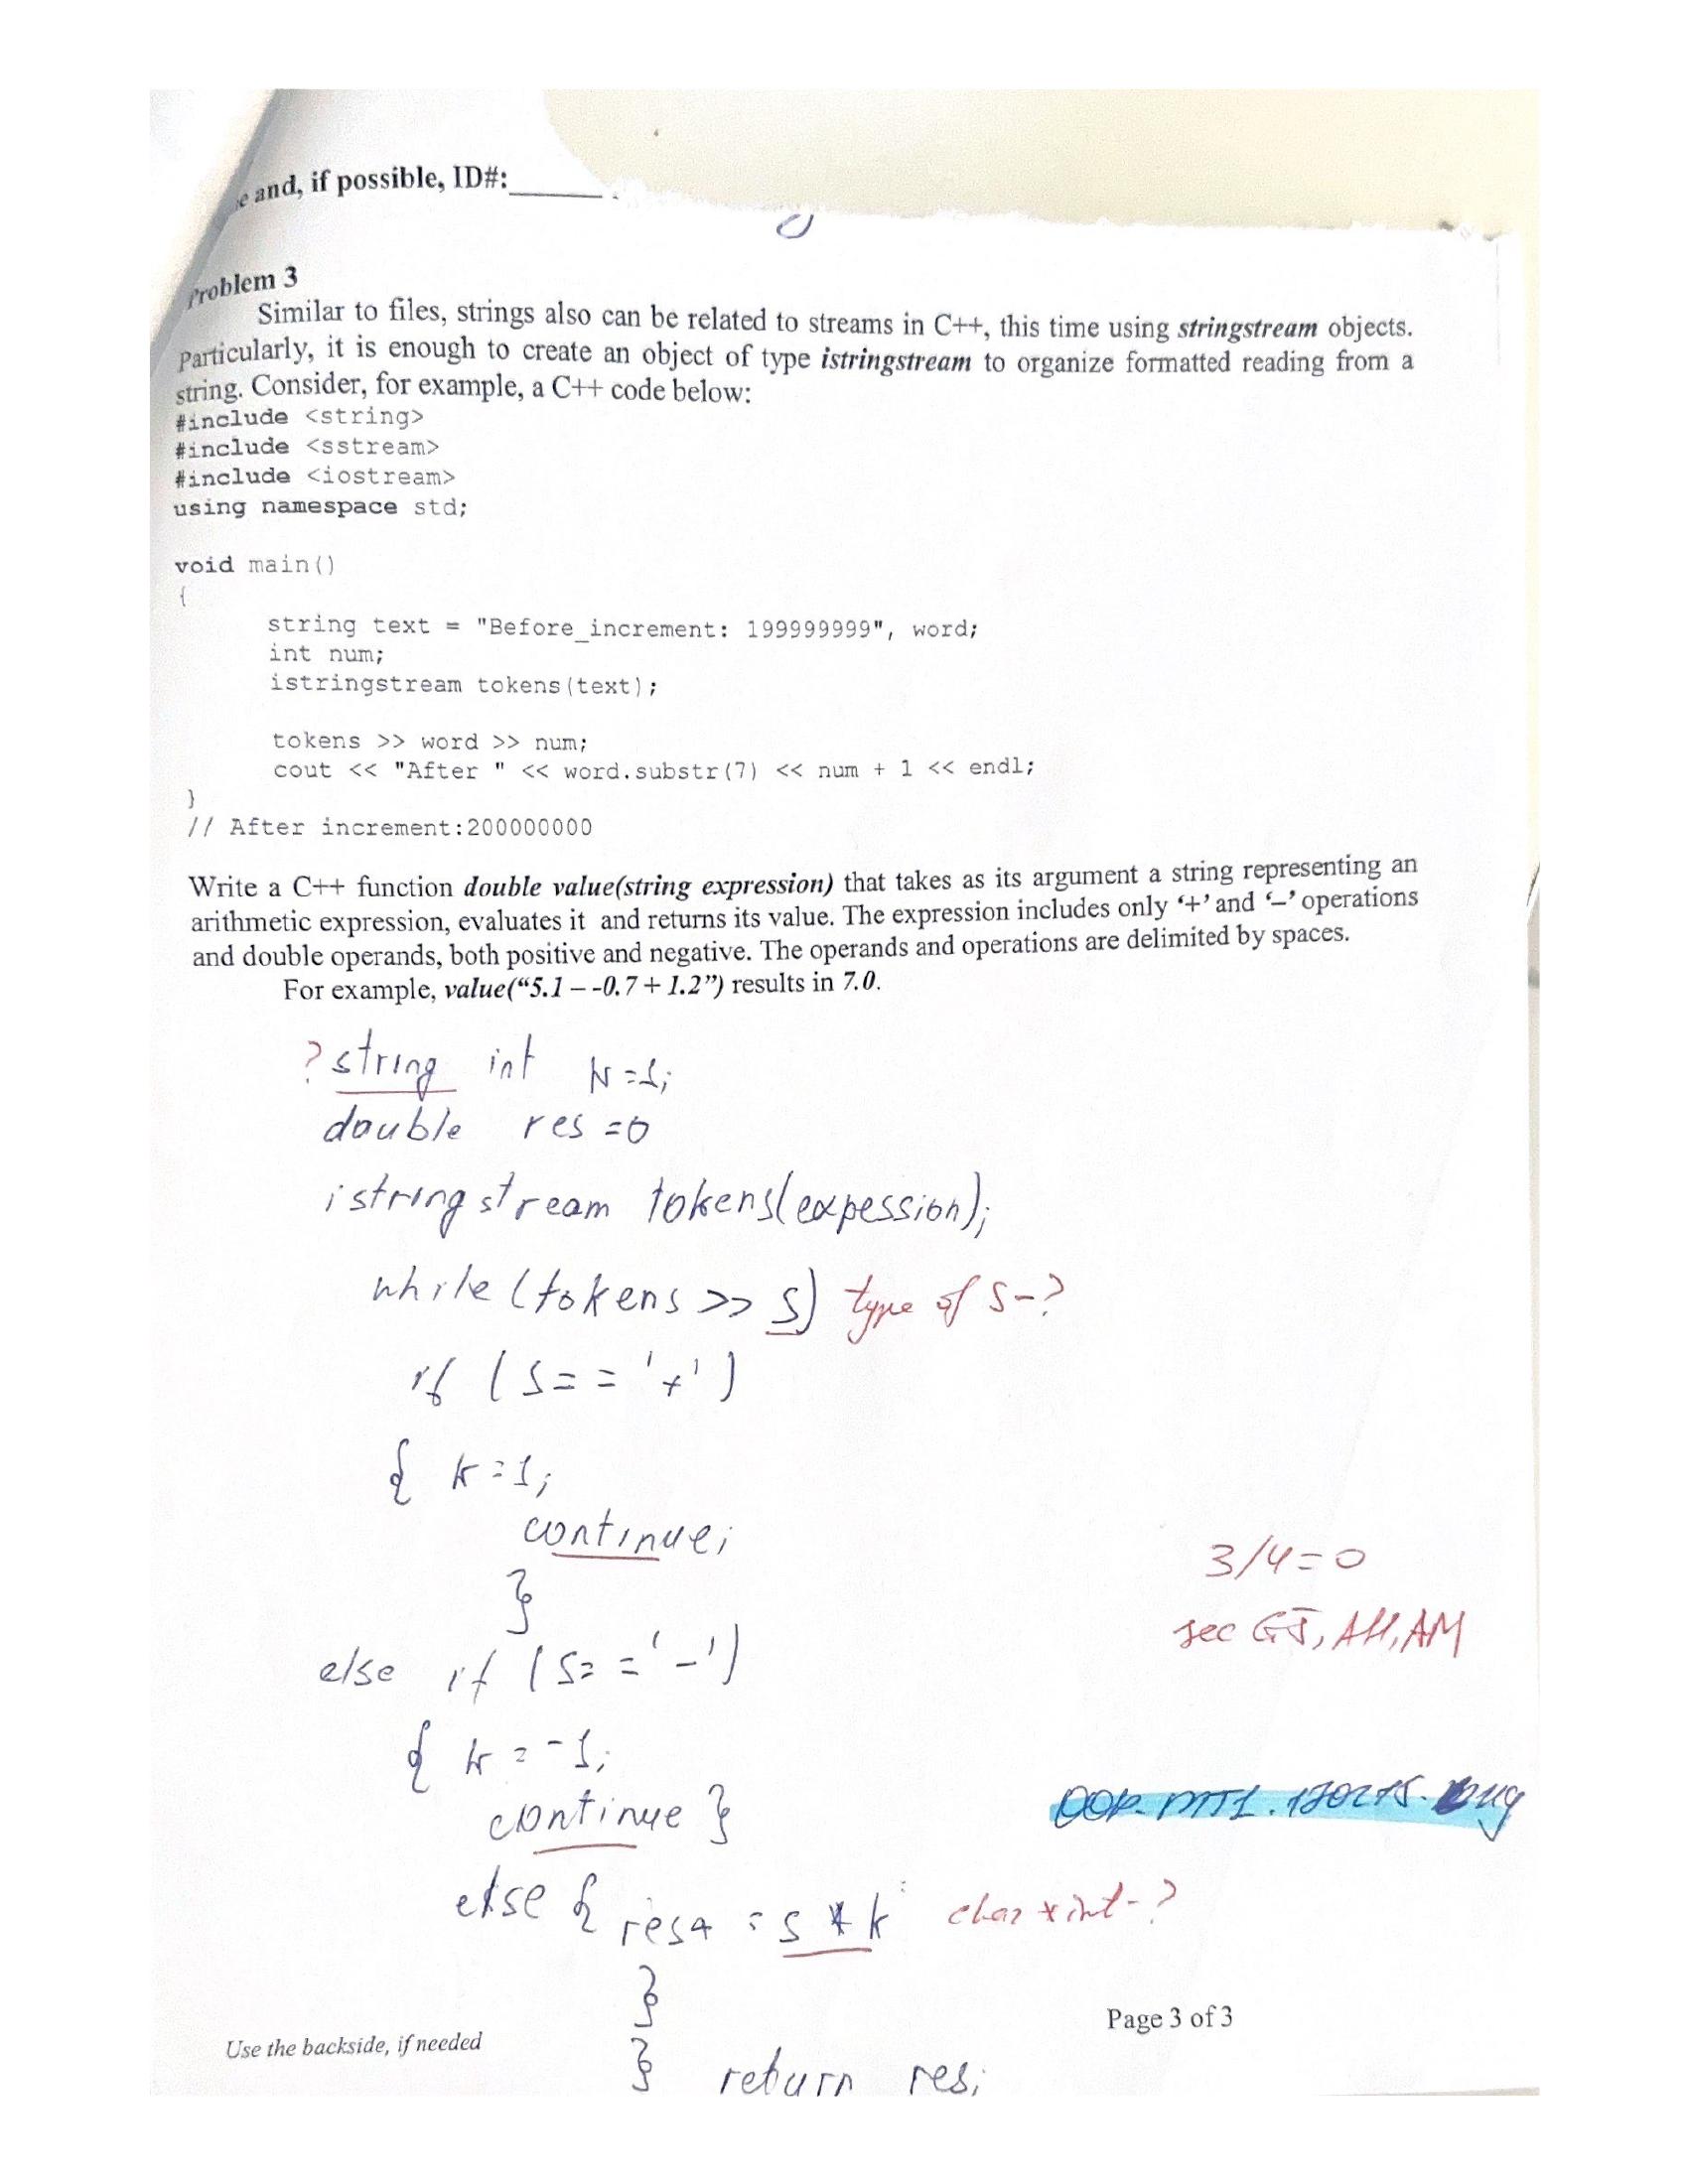 e and, if possible, ID#:______
Problem 3
Similar to files, strings also can be related to streams in C++, this time using stringstream objects.
Particularly, it is enough to create an object of type istringstream to organize formatted reading from a
string. Consider, for example, a C++ code below:
#include <string>
#include <sstream>
#include <iostream>
using namespace std;
void main()
{
string text = "Before_increment: 199999999", word;
int num;
istringstream tokens(text);
tokens >> word >> num;
cout << "After " << word.substr(7) << num + 1 << endl;
}
// After increment:200000000
Write a C++ function double value(string expression) that takes as its argument a string representing an
arithmetic expression, evaluates it and returns its value. The expression includes only ‘+’ and ‘–’ operations
and double operands, both positive and negative. The operands and operations are delimited by spaces.
For example, value(“5.1 – -0.7 + 1.2”) results in 7.0.
? string int k=1;
double res =0
istringstream tokens(expession);
while (tokens >> s) type of s-?
if (s== '+')
{ k=1;
continue;
}
3/4=0
else if (s== '-')
sec GJ, AH, AM
{ k = -1;
continue }
OOP. MT1.
else { res+ = s * k char * int-?
}
Page 3 of 3
Use the backside, if needed
} return res;